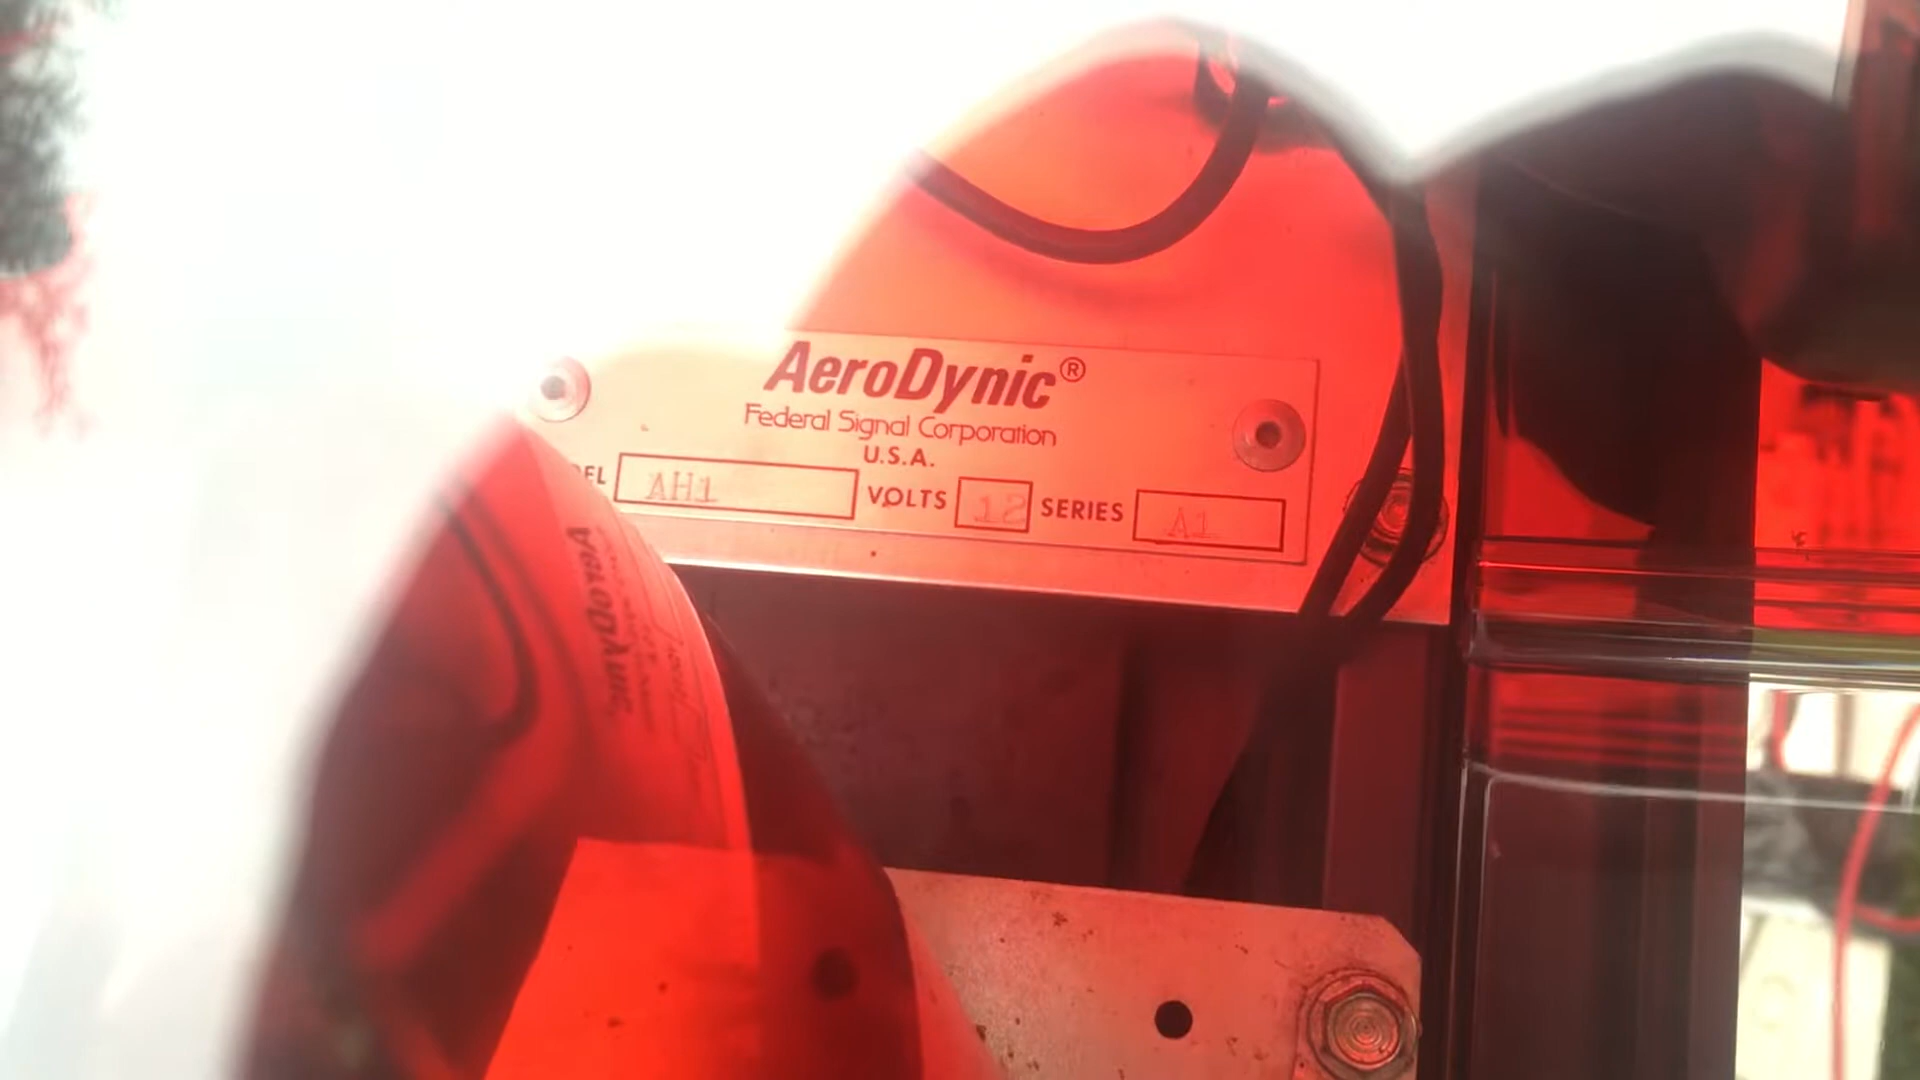 AeroDynic®
Federal Signal Corporation
U.S.A.
AH1 VOLTS 12 SERIES A1